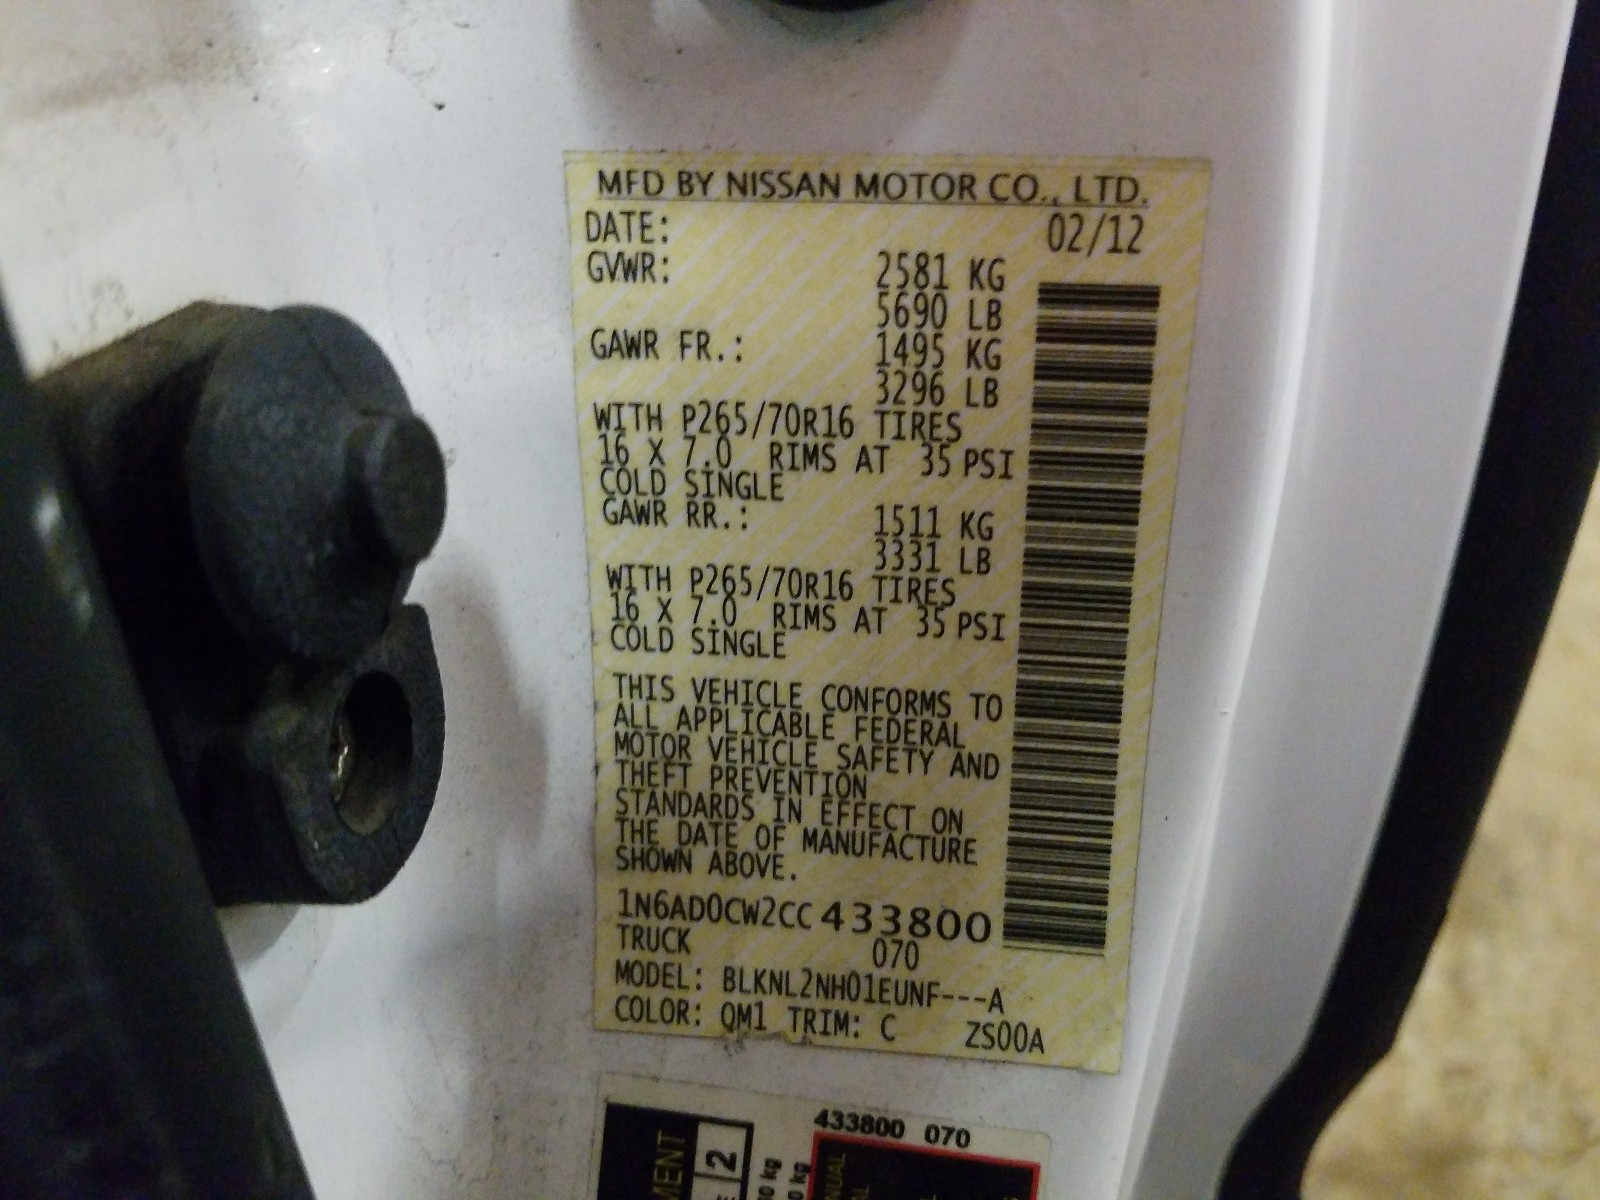 MFD BY NISSAN MOTOR CO., LTD.
DATE: 02/12
GVWR: 2581 KG
5690 LB
GAWR FR.: 1495 KG
3296 LB
WITH P265/70R16 TIRES
16 X 7.0 RIMS AT 35 PSI
COLD SINGLE
GAWR RR.: 1511 KG
3331 LB
WITH P265/70R16 TIRES
16 X 7.0 RIMS AT 35 PSI
COLD SINGLE
THIS VEHICLE CONFORMS TO
ALL APPLICABLE FEDERAL
MOTOR VEHICLE SAFETY AND
THEFT PREVENTION
STANDARDS IN EFFECT ON
THE DATE OF MANUFACTURE
SHOWN ABOVE.
1N6AD0CW2CC433800
TRUCK 070
MODEL: BLKNL2NH01EUNF---A
COLOR: QM1 TRIM: C ZS00A
433800 070
2
kg
kg